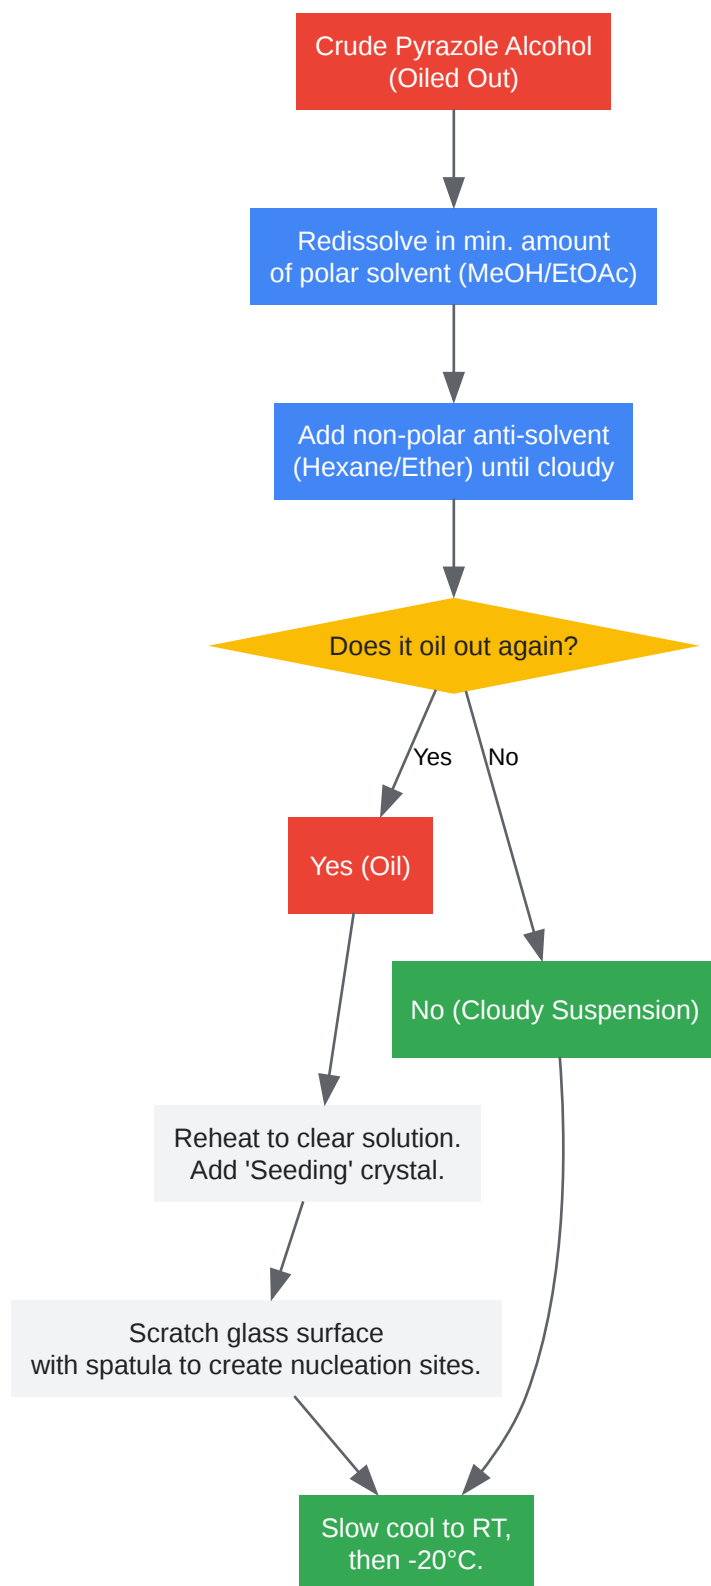 Crude Pyrazole Alcohol
(Oiled Out)
Redissolve in min. amount
of polar solvent (MeOH/EtOAc)
Add non-polar anti-solvent
(Hexane/Ether) until cloudy
Does it oil out again?
Yes
No
Yes (Oil)
No (Cloudy Suspension)
Reheat to clear solution.
Add 'Seeding' crystal.
Scratch glass surface
with spatula to create nucleation sites.
Slow cool to RT,
then -20°C.